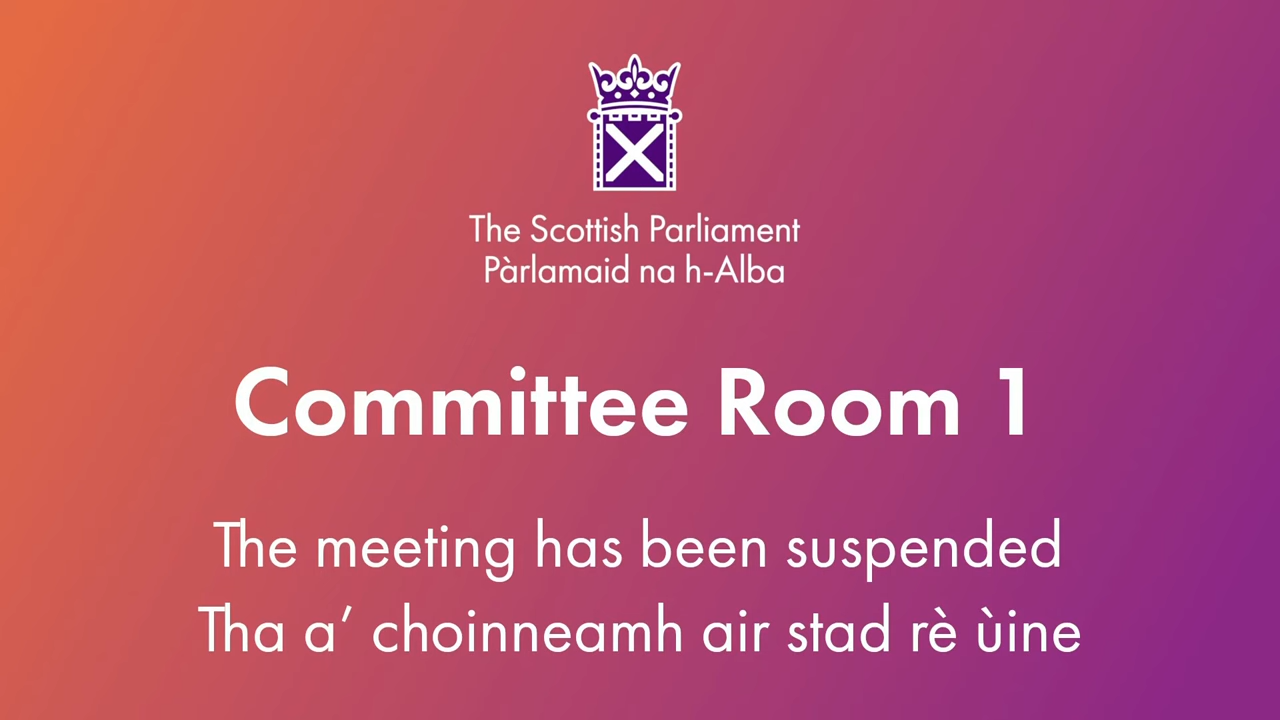 The Scottish Parliament
Pàrlamaid na h-Alba
Committee Room 1
The meeting has been suspended
Tha a’ choinneamh air stad rè ùine